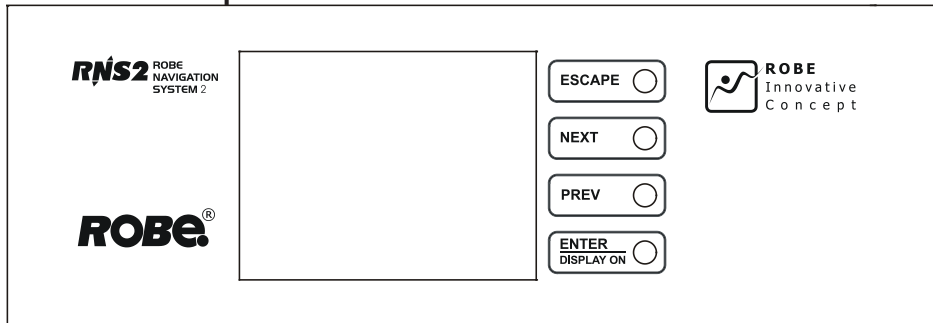 RNS2 ROBE
NAVIGATION
SYSTEM 2
ROBE®
ESCAPE
NEXT
PREV
ENTER
DISPLAY ON
ROBE
Innovative
Concept